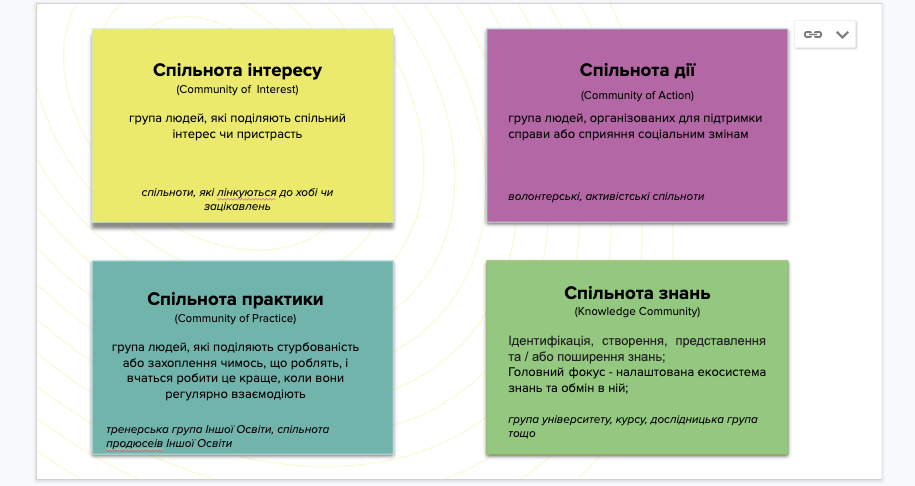 Спільнота інтересу
(Community of Interest)
група людей, які поділяють спільний
інтерес чи пристрасть
спільноти, які лінкуються до хобі чи
зацікавлень
Спільнота дії
(Community of Action)
група людей, організованих для підтримки
справи або сприяння соціальним змінам
волонтерські, активістські спільноти
Спільнота практики
(Community of Practice)
група людей, які поділяють стурбованість
або захоплення чимось, що роблять, і
вчаться робити це краще, коли вони
регулярно взаємодіють
тренерська група Іншої Освіти, спільнота
продюсеів Іншої Освіти
Спільнота знань
(Knowledge Community)
Ідентифікація, створення, представлення
та / або поширення знань;
Головний фокус - налаштована екосистема
знань та обмін в ній;
група університету, курсу, дослідницька група
тощо